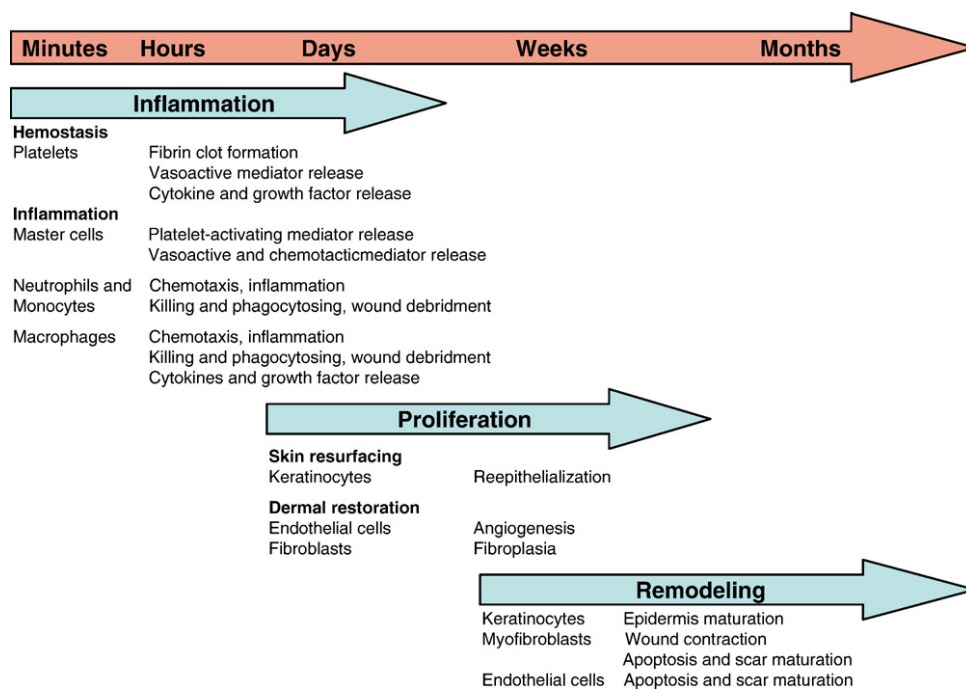 Minutes Hours Days Weeks Months
Inflammation
Hemostasis
Platelets Fibrin clot formation
Vasoactive mediator release
Cytokine and growth factor release
Inflammation
Master cells Platelet-activating mediator release
Vasoactive and chemotacticmediator release
Neutrophils and Chemotaxis, inflammation
Monocytes Killing and phagocytosing, wound debridment
Macrophages Chemotaxis, inflammation
Killing and phagocytosing, wound debridment
Cytokines and growth factor release
Proliferation
Skin resurfacing
Keratinocytes Reepithelialization
Dermal restoration
Endothelial cells Angiogenesis
Fibroblasts Fibroplasia
Remodeling
Keratinocytes Epidermis maturation
Myofibroblasts Wound contraction
Apoptosis and scar maturation
Endothelial cells Apoptosis and scar maturation